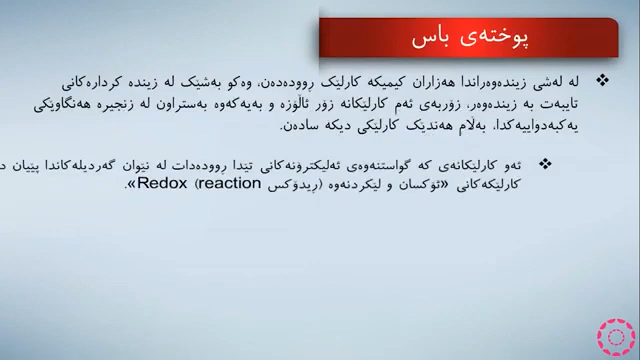 پوختەی باس
❖ لە لەشی زیندەوەراندا هەزاران کیمیکە کارلێک ڕوودەدەن، وەکو بەشێک لە زیندە کردارەکانی
تایبەت بە زیندەوەر، زۆربەی ئەم کارلێکانە زۆر ئاڵۆزە و بەیەکەوە بەستراون لە زنجیرە هەنگاوێکی
یەکبەدواییەکدا، بەڵام هەندێک کارلێکی دیکە سادەن.
❖ ئەو کارلێکانەی کە گواستنەوەی ئەلیکترۆنەکانی تێدا ڕوودەدات لە نێوان گەردیلەکاندا پێیان د
کارلێکەکانی «ئۆکسان و لێکردنەوە (ڕیدۆکس Redox (reaction».